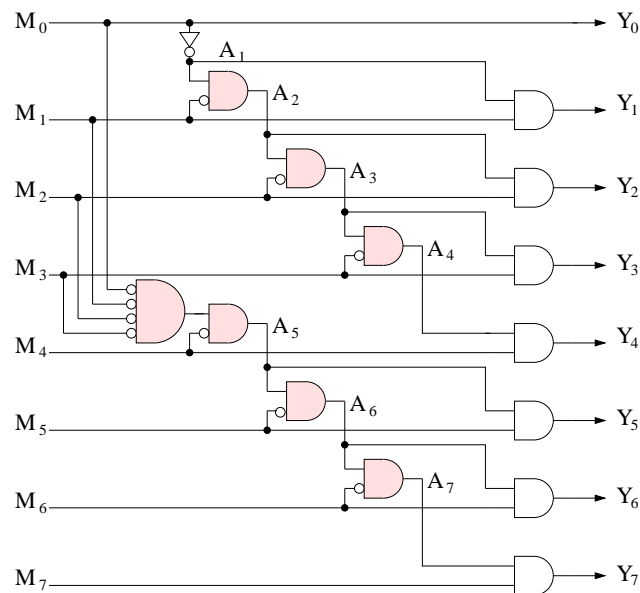 M₀ Y₀
A₁
A₂
M₁ Y₁
A₃
M₂ Y₂
A₄
M₃ Y₃
A₅
M₄ Y₄
A₆
M₅ Y₅
A₇
M₆ Y₆
M₇ Y₇